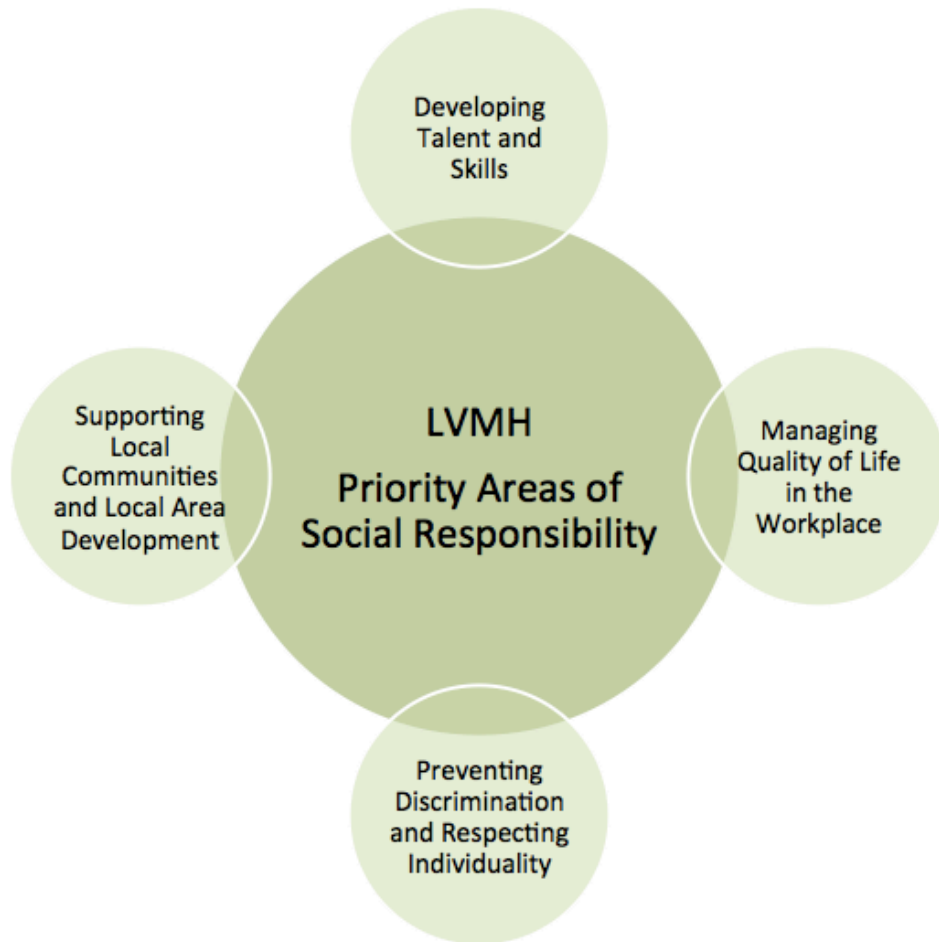 Developing
Talent and
Skills
Supporting
Local
Communities
and Local Area
Development
LVMH
Priority Areas of
Social Responsibility
Managing
Quality of Life
in the
Workplace
Preventing
Discrimination
and Respecting
Individuality